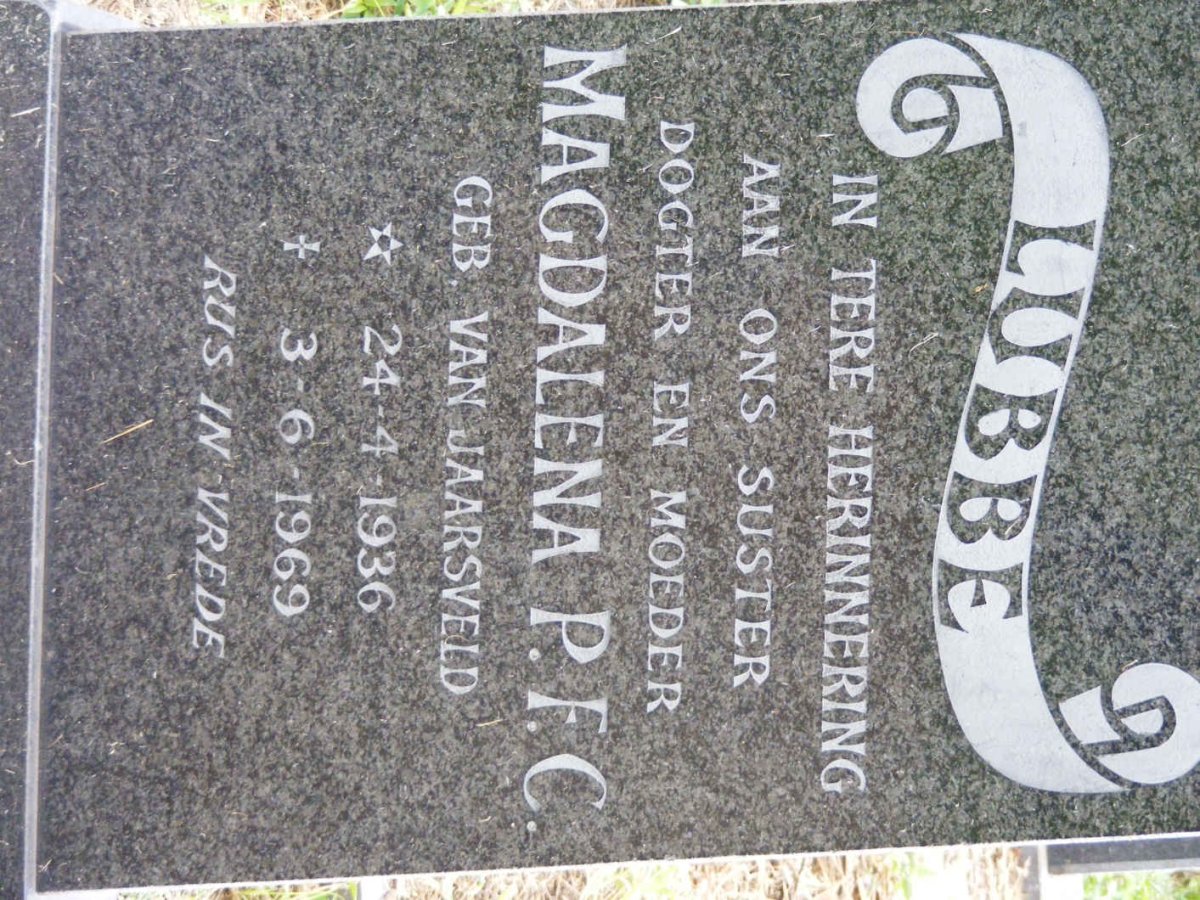 LUBBE
IN TERE HERINNERING
AAN ONS SUSTER
DOGTER EN MOEDER
MAGDALENA P.F.C.
GEB. VAN JAARSVELD
☆ 24-4-1936
✝ 3-6-1969
RUS IN VREDE